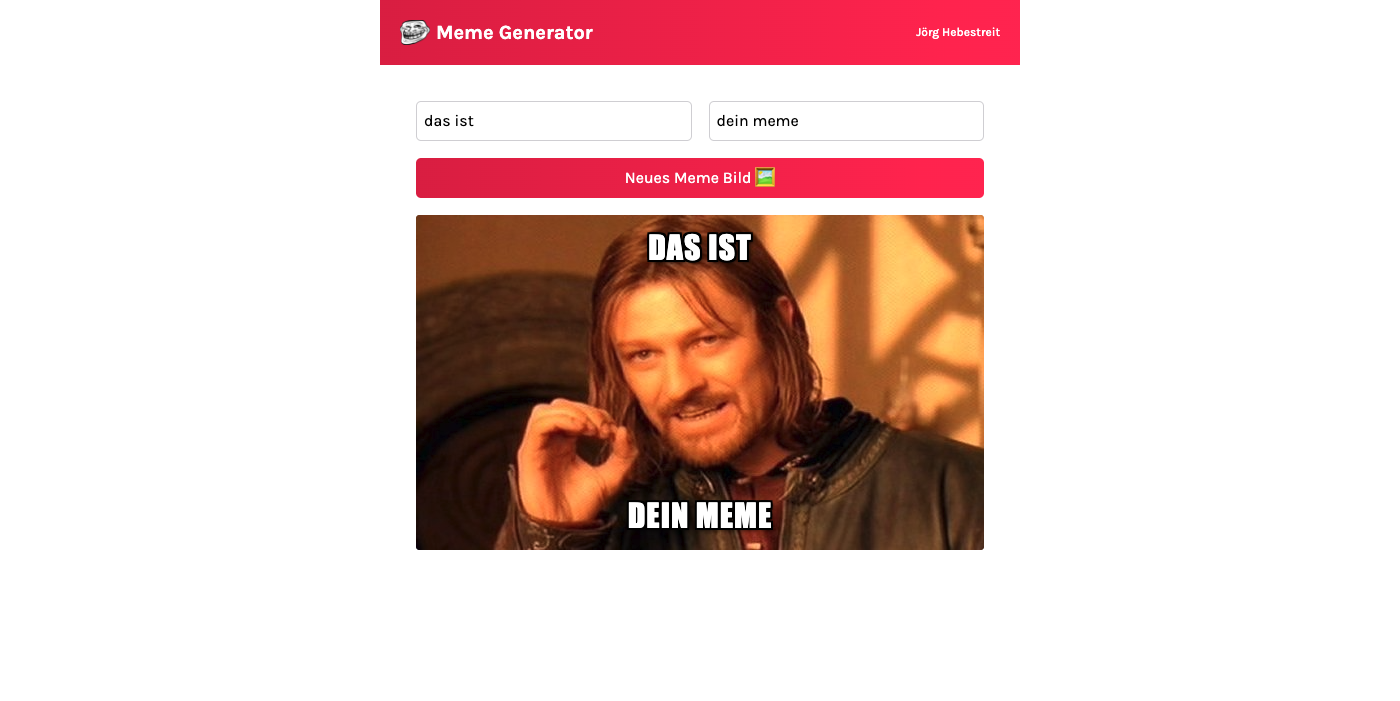 Meme Generator
Jörg Hebestreit
das ist
dein meme
Neues Meme Bild
DAS IST
DEIN MEME